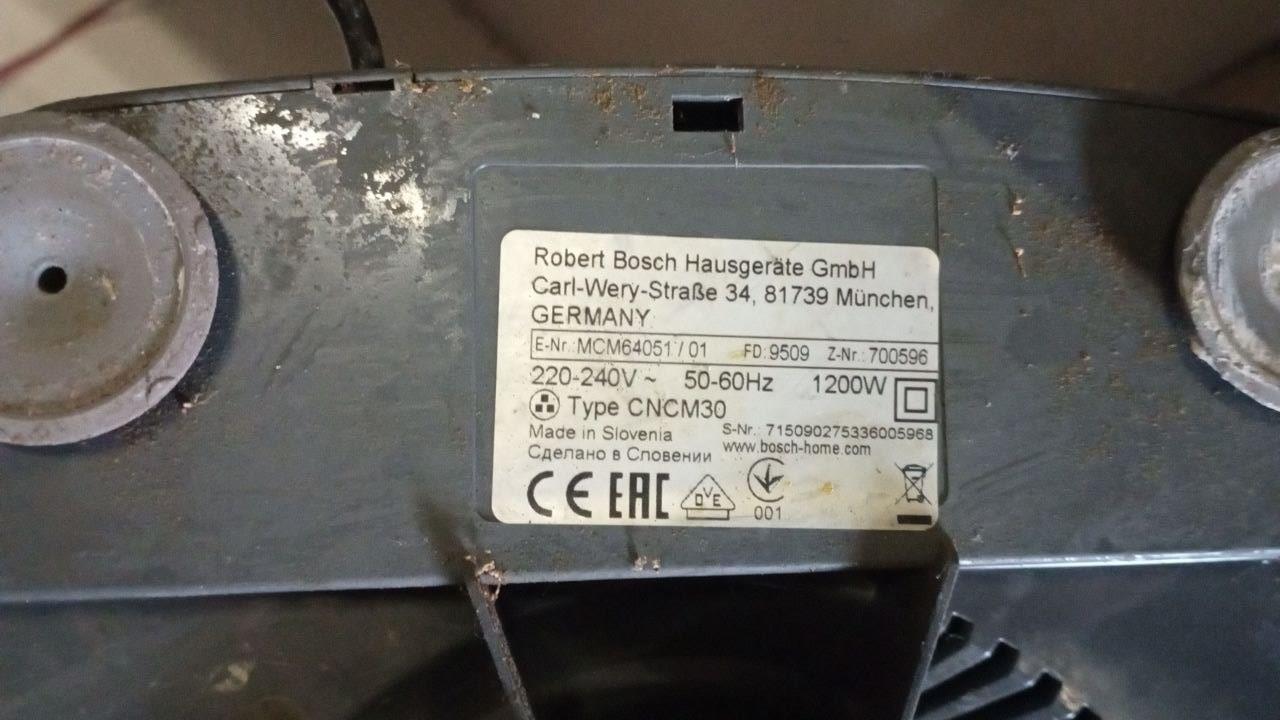 Robert Bosch Hausgeräte GmbH
Carl-Wery-Straße 34, 81739 München,
GERMANY
E-Nr. MCM64051 / 01 FD: 9509 Z-Nr.: 700596
220-240V ~ 50-60Hz 1200W
Type CNCM30
Made in Slovenia S-Nr.: 715090275336005968
Сделано в Словении www.bosch-home.com
CE EAC OVE 001